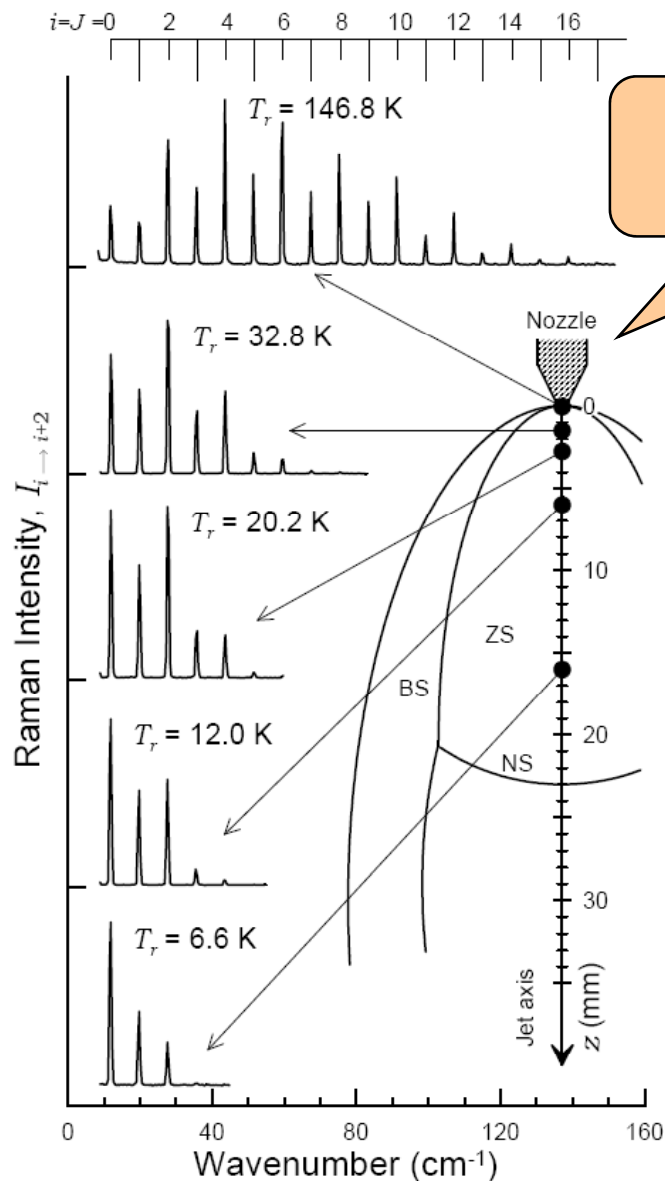 i=J =0 2 4 6 8 10 12 14 16
T_r = 146.8 K
Nozzle
T_r = 32.8 K
0
T_r = 20.2 K
10
ZS
BS
T_r = 12.0 K
20
NS
30
T_r = 6.6 K
Jet axis
z (mm)
Raman Intensity, I_{i → i+2}
0 40 80 120 160
Wavenumber (cm⁻¹)